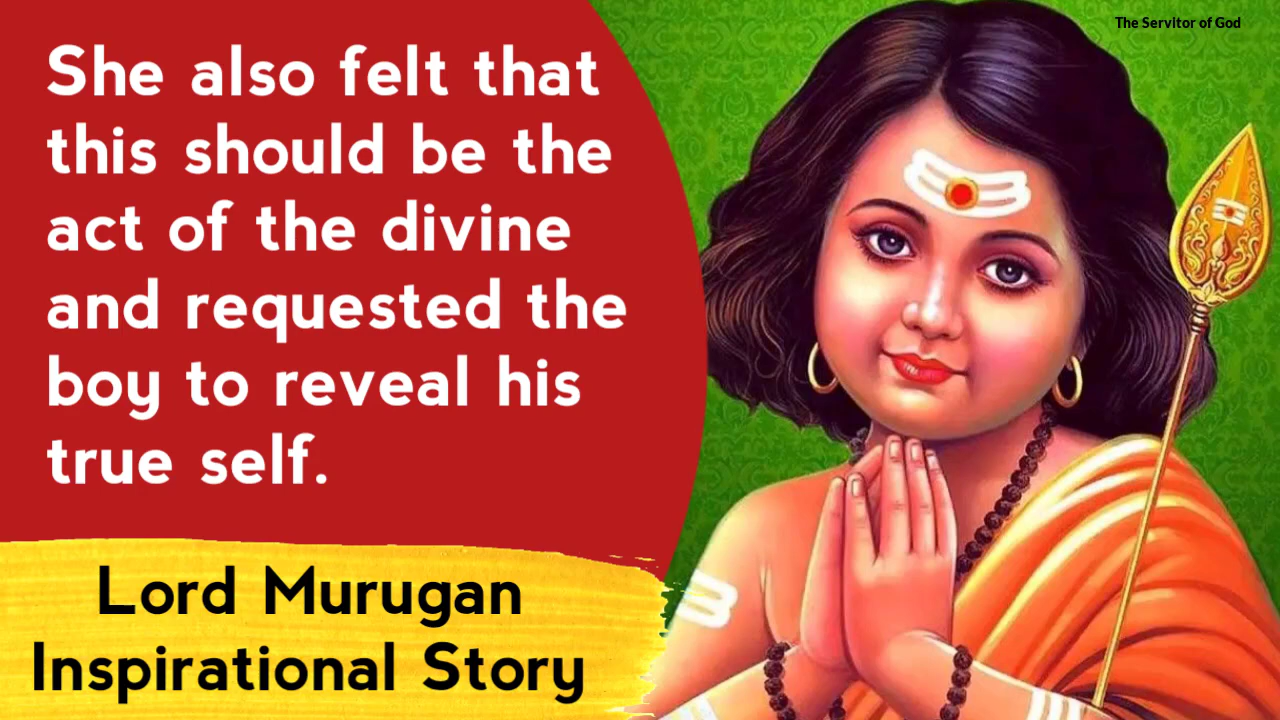 The Servitor of God
She also felt that
this should be the
act of the divine
and requested the
boy to reveal his
true self.
Lord Murugan
Inspirational Story